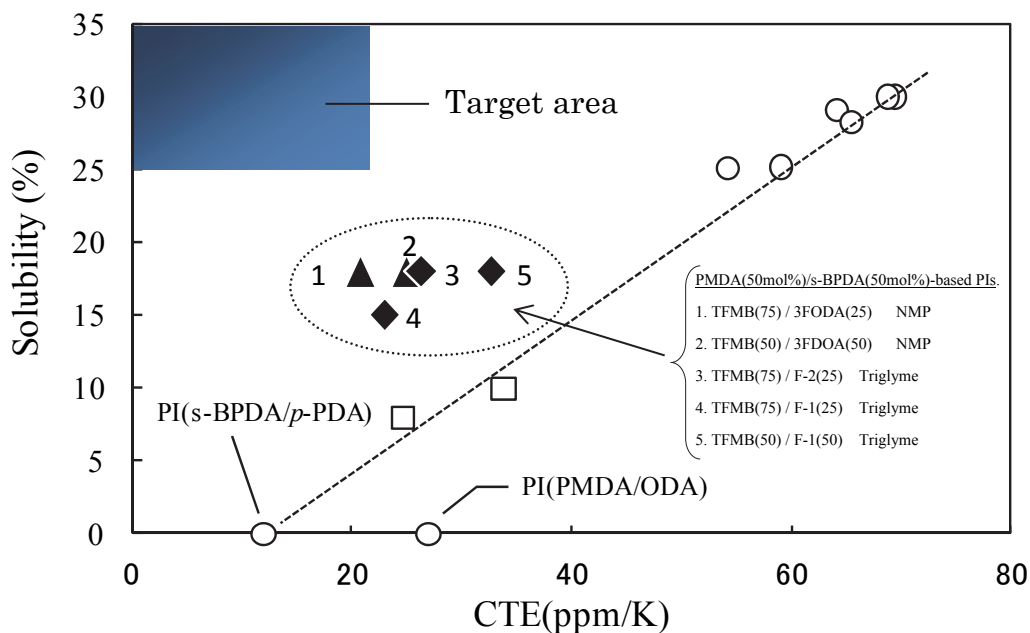 35
30
25
20
15
10
5
0
Solubility (%)
Target area
1
2
3
4
5
PI(s-BPDA/p-PDA)
PI(PMDA/ODA)
PMDA(50mol%)/s-BPDA(50mol%)-based PIs.
1. TFMB(75) / 3FODA(25) NMP
2. TFMB(50) / 3FDOA(50) NMP
3. TFMB(75) / F-2(25) Triglyme
4. TFMB(75) / F-1(25) Triglyme
5. TFMB(50) / F-1(50) Triglyme
0 20 40 60 80
CTE(ppm/K)